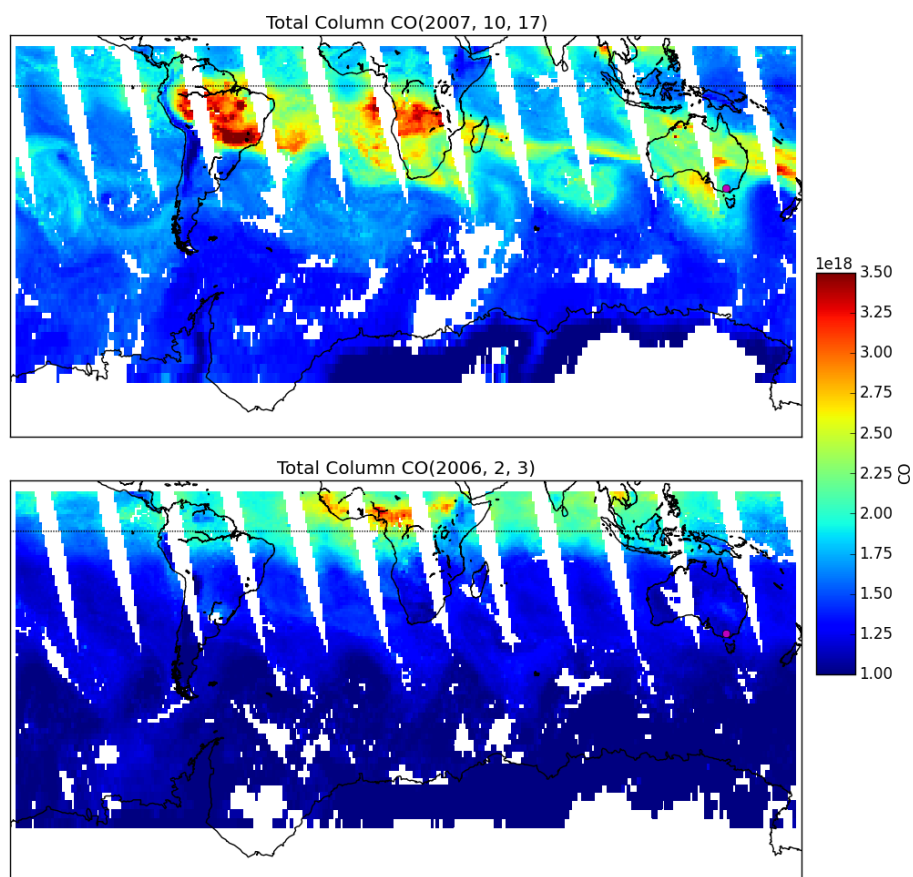 Total Column CO(2007, 10, 17)
1e18
3.50
3.25
3.00
2.75
2.50
2.25
2.00
1.75
1.50
1.25
1.00
CO
Total Column CO(2006, 2, 3)